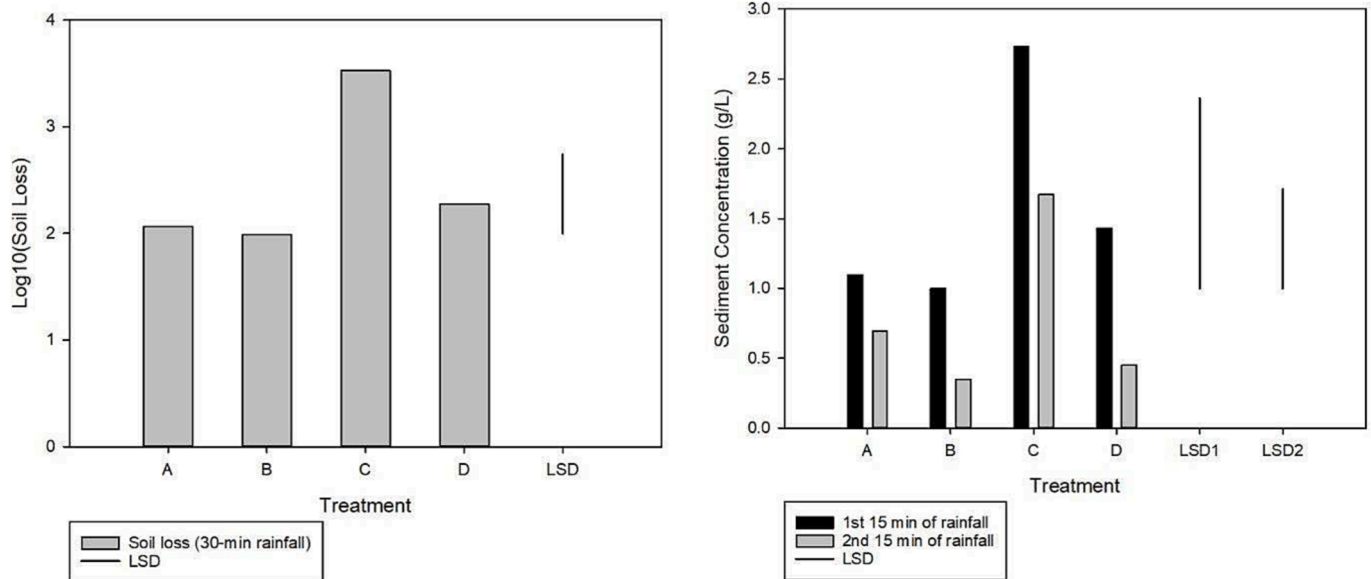 4
3
2
1
0
Log10(Soil Loss)
A B C D LSD
Treatment
Soil loss (30-min rainfall)
LSD
3.0
2.5
2.0
1.5
1.0
0.5
0.0
Sediment Concentration (g/L)
A B C D LSD1 LSD2
Treatment
1st 15 min of rainfall
2nd 15 min of rainfall
LSD